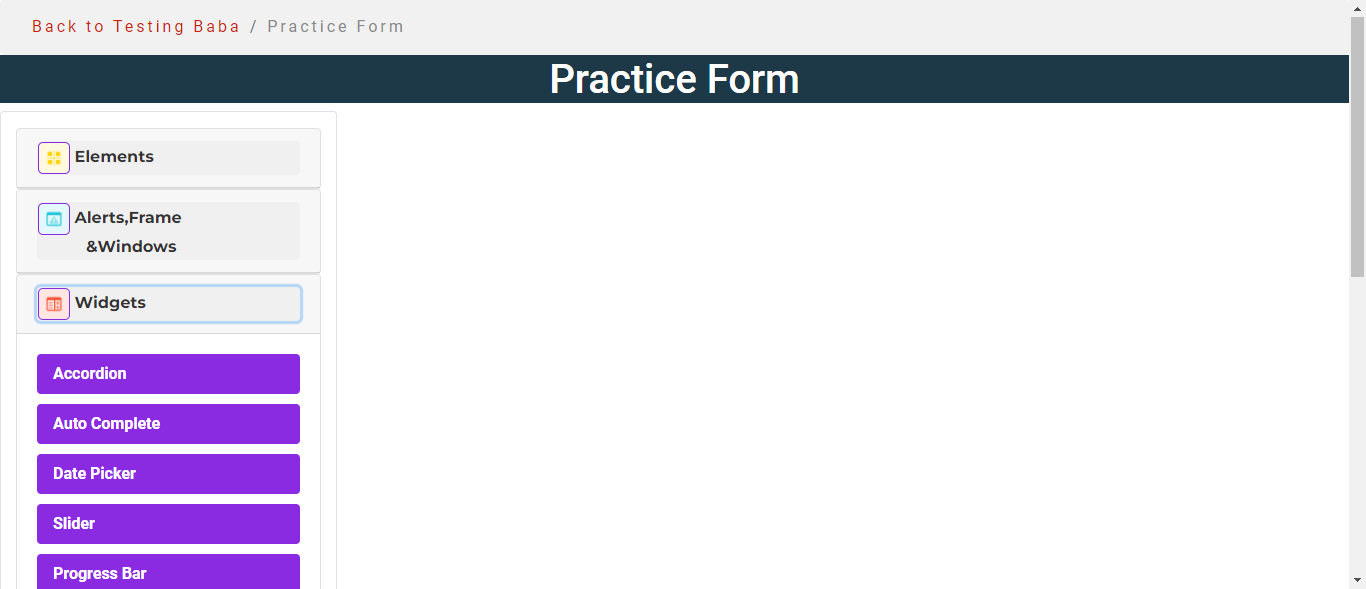 Back to Testing Baba / Practice Form
Practice Form
Elements
Alerts,Frame
&Windows
Widgets
Accordion
Auto Complete
Date Picker
Slider
Progress Bar